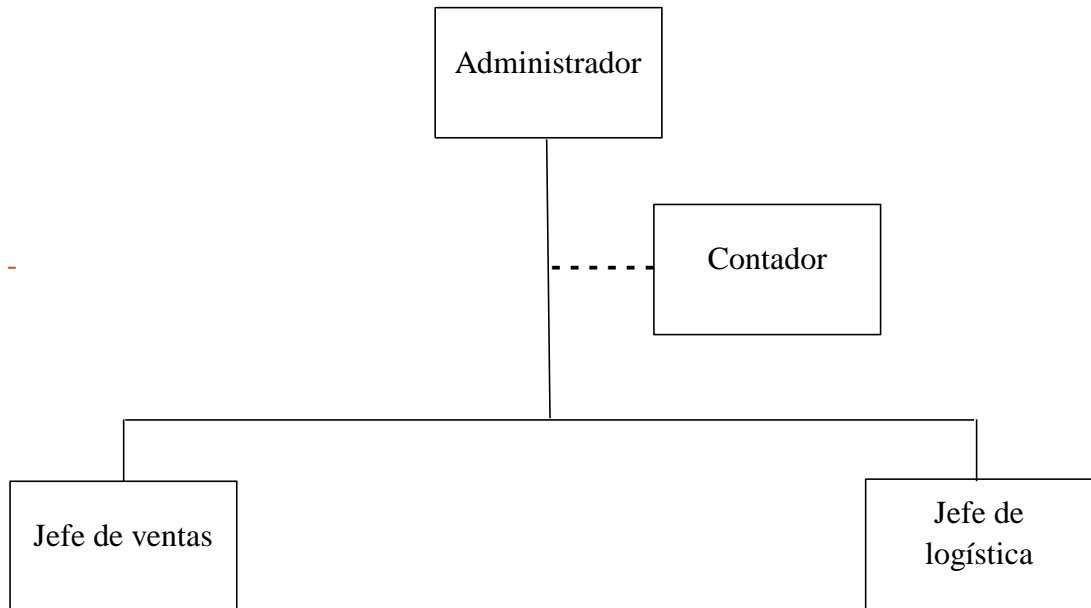 Administrador
Contador
-
Jefe de ventas
Jefe de
logística